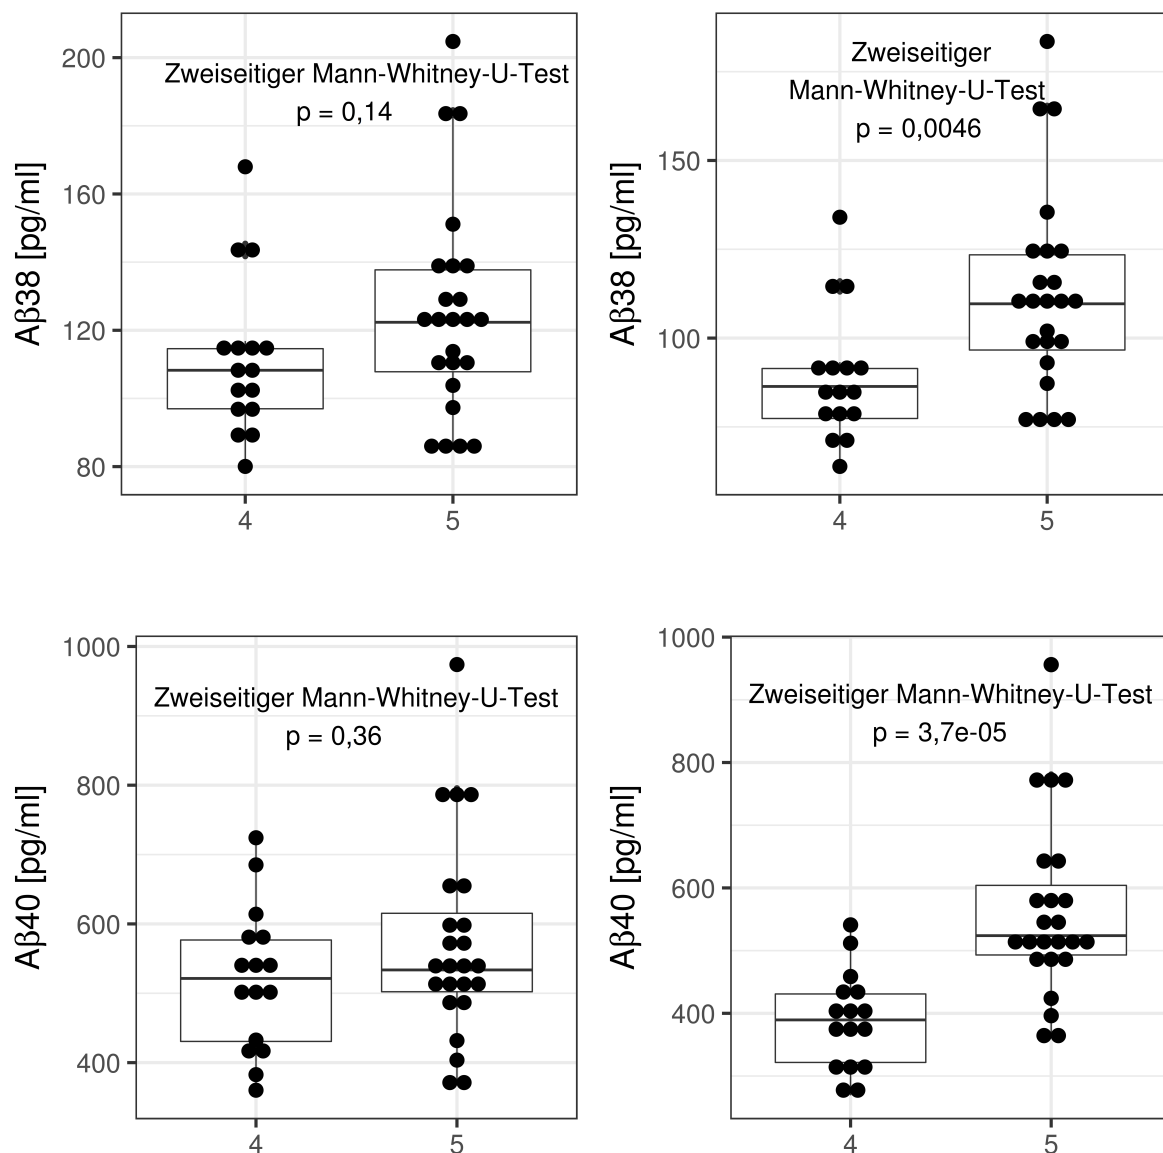 Aβ38 [pg/ml]
200
160
120
80
Zweiseitiger Mann-Whitney-U-Test
p = 0,14
4
5
Aβ38 [pg/ml]
150
100
Zweiseitiger
Mann-Whitney-U-Test
p = 0,0046
4
5
Aβ40 [pg/ml]
1000
800
600
400
Zweiseitiger Mann-Whitney-U-Test
p = 0,36
4
5
Aβ40 [pg/ml]
1000
800
600
400
Zweiseitiger Mann-Whitney-U-Test
p = 3,7e-05
4
5